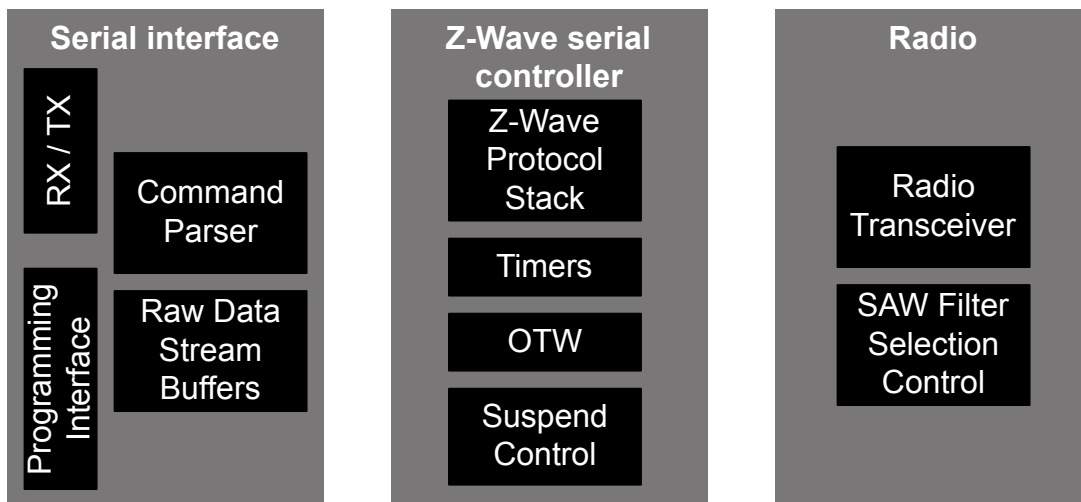 Serial interface
RX / TX
Command
Parser
Programming
Interface
Raw Data
Stream
Buffers
Z-Wave serial
controller
Z-Wave
Protocol
Stack
Timers
OTW
Suspend
Control
Radio
Radio
Transceiver
SAW Filter
Selection
Control